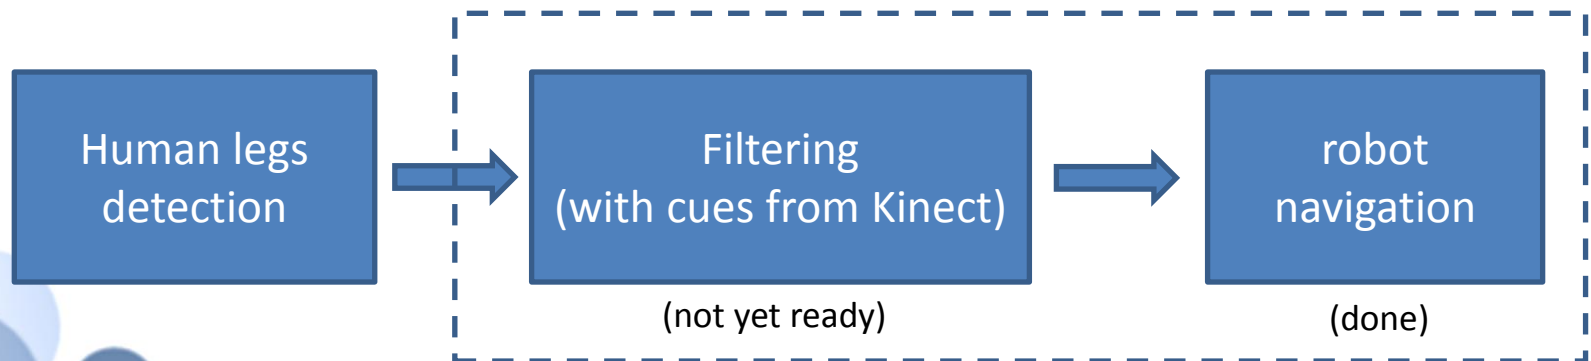 Human legs
detection
Filtering
(with cues from Kinect)
(not yet ready)
robot
navigation
(done)